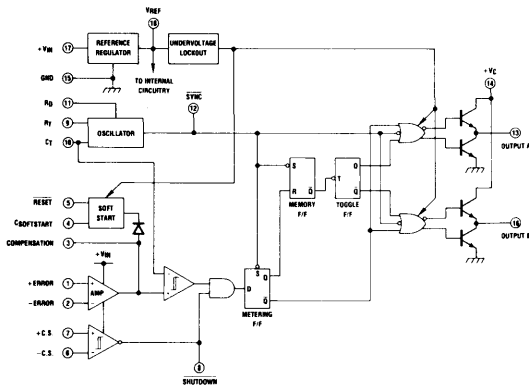 VREF
18
+VIN 17
REFERENCE
REGULATOR
UNDERVOLTAGE
LOCKOUT
+VC
14
GND 15
TO INTERNAL
CIRCUITRY
SYNC
12
RD 11
RT 9
CT 10
OSCILLATOR
13
OUTPUT A
S
R Q
MEMORY
F/F
T
Q
Q
TOGGLE
F/F
RESET 5
CSOFTSTART 4
SOFT
START
COMPENSATION 3
16
OUTPUT B
+VIN
+ERROR 1 +
-ERROR 2 -
AMP
- +
D
S Q
Q
METERING
F/F
+C.S. 7 +
-C.S. 6 -
8
SHUTDOWN